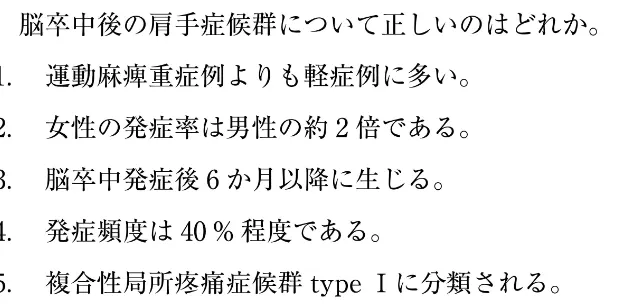 脳卒中後の肩手症候群について正しいのはどれか。
1. 運動麻痺重症例よりも軽症例に多い。
2. 女性の発症率は男性の約2倍である。
3. 脳卒中発症後6か月以降に生じる。
4. 発症頻度は40%程度である。
5. 複合性局所疼痛症候群 type Ⅰに分類される。